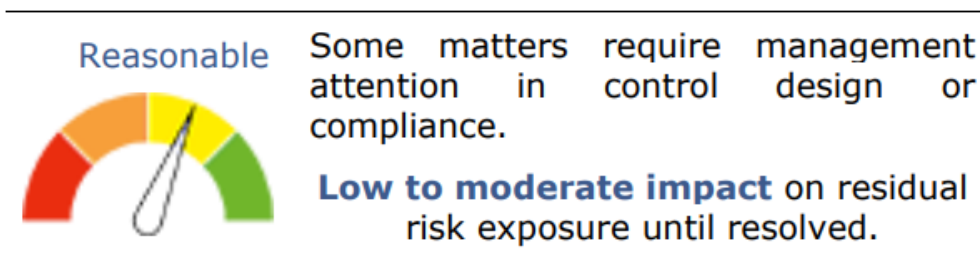 Reasonable
Some matters require management
attention in control design or
compliance.
Low to moderate impact on residual
risk exposure until resolved.